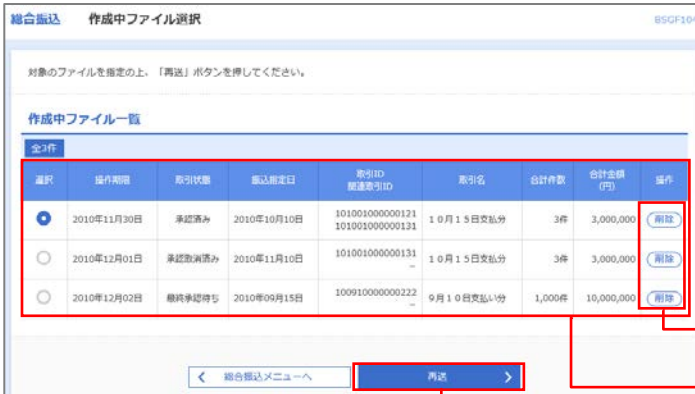 総合振込 作成中ファイル選択 BSGF104
対象のファイルを指定の上、「再送」ボタンを押してください。
作成中ファイル一覧
全3件
選択 操作期限 取引状態 振込指定日 取引ID 関連取引ID 取引名 合計件数 合計金額(円) 操作
2010年11月30日 承認済み 2010年10月10日 101001000000121 101001000000131 10月15日支払分 3件 3,000,000 削除
2010年12月01日 承認取消済み 2010年11月10日 101001000000131 – 10月15日支払分 3件 3,000,000 削除
2010年12月02日 最終承認待ち 2010年09月15日 100910000000222 – 9月10日支払い分 1,000件 10,000,000 削除
総合振込メニューへ 再送